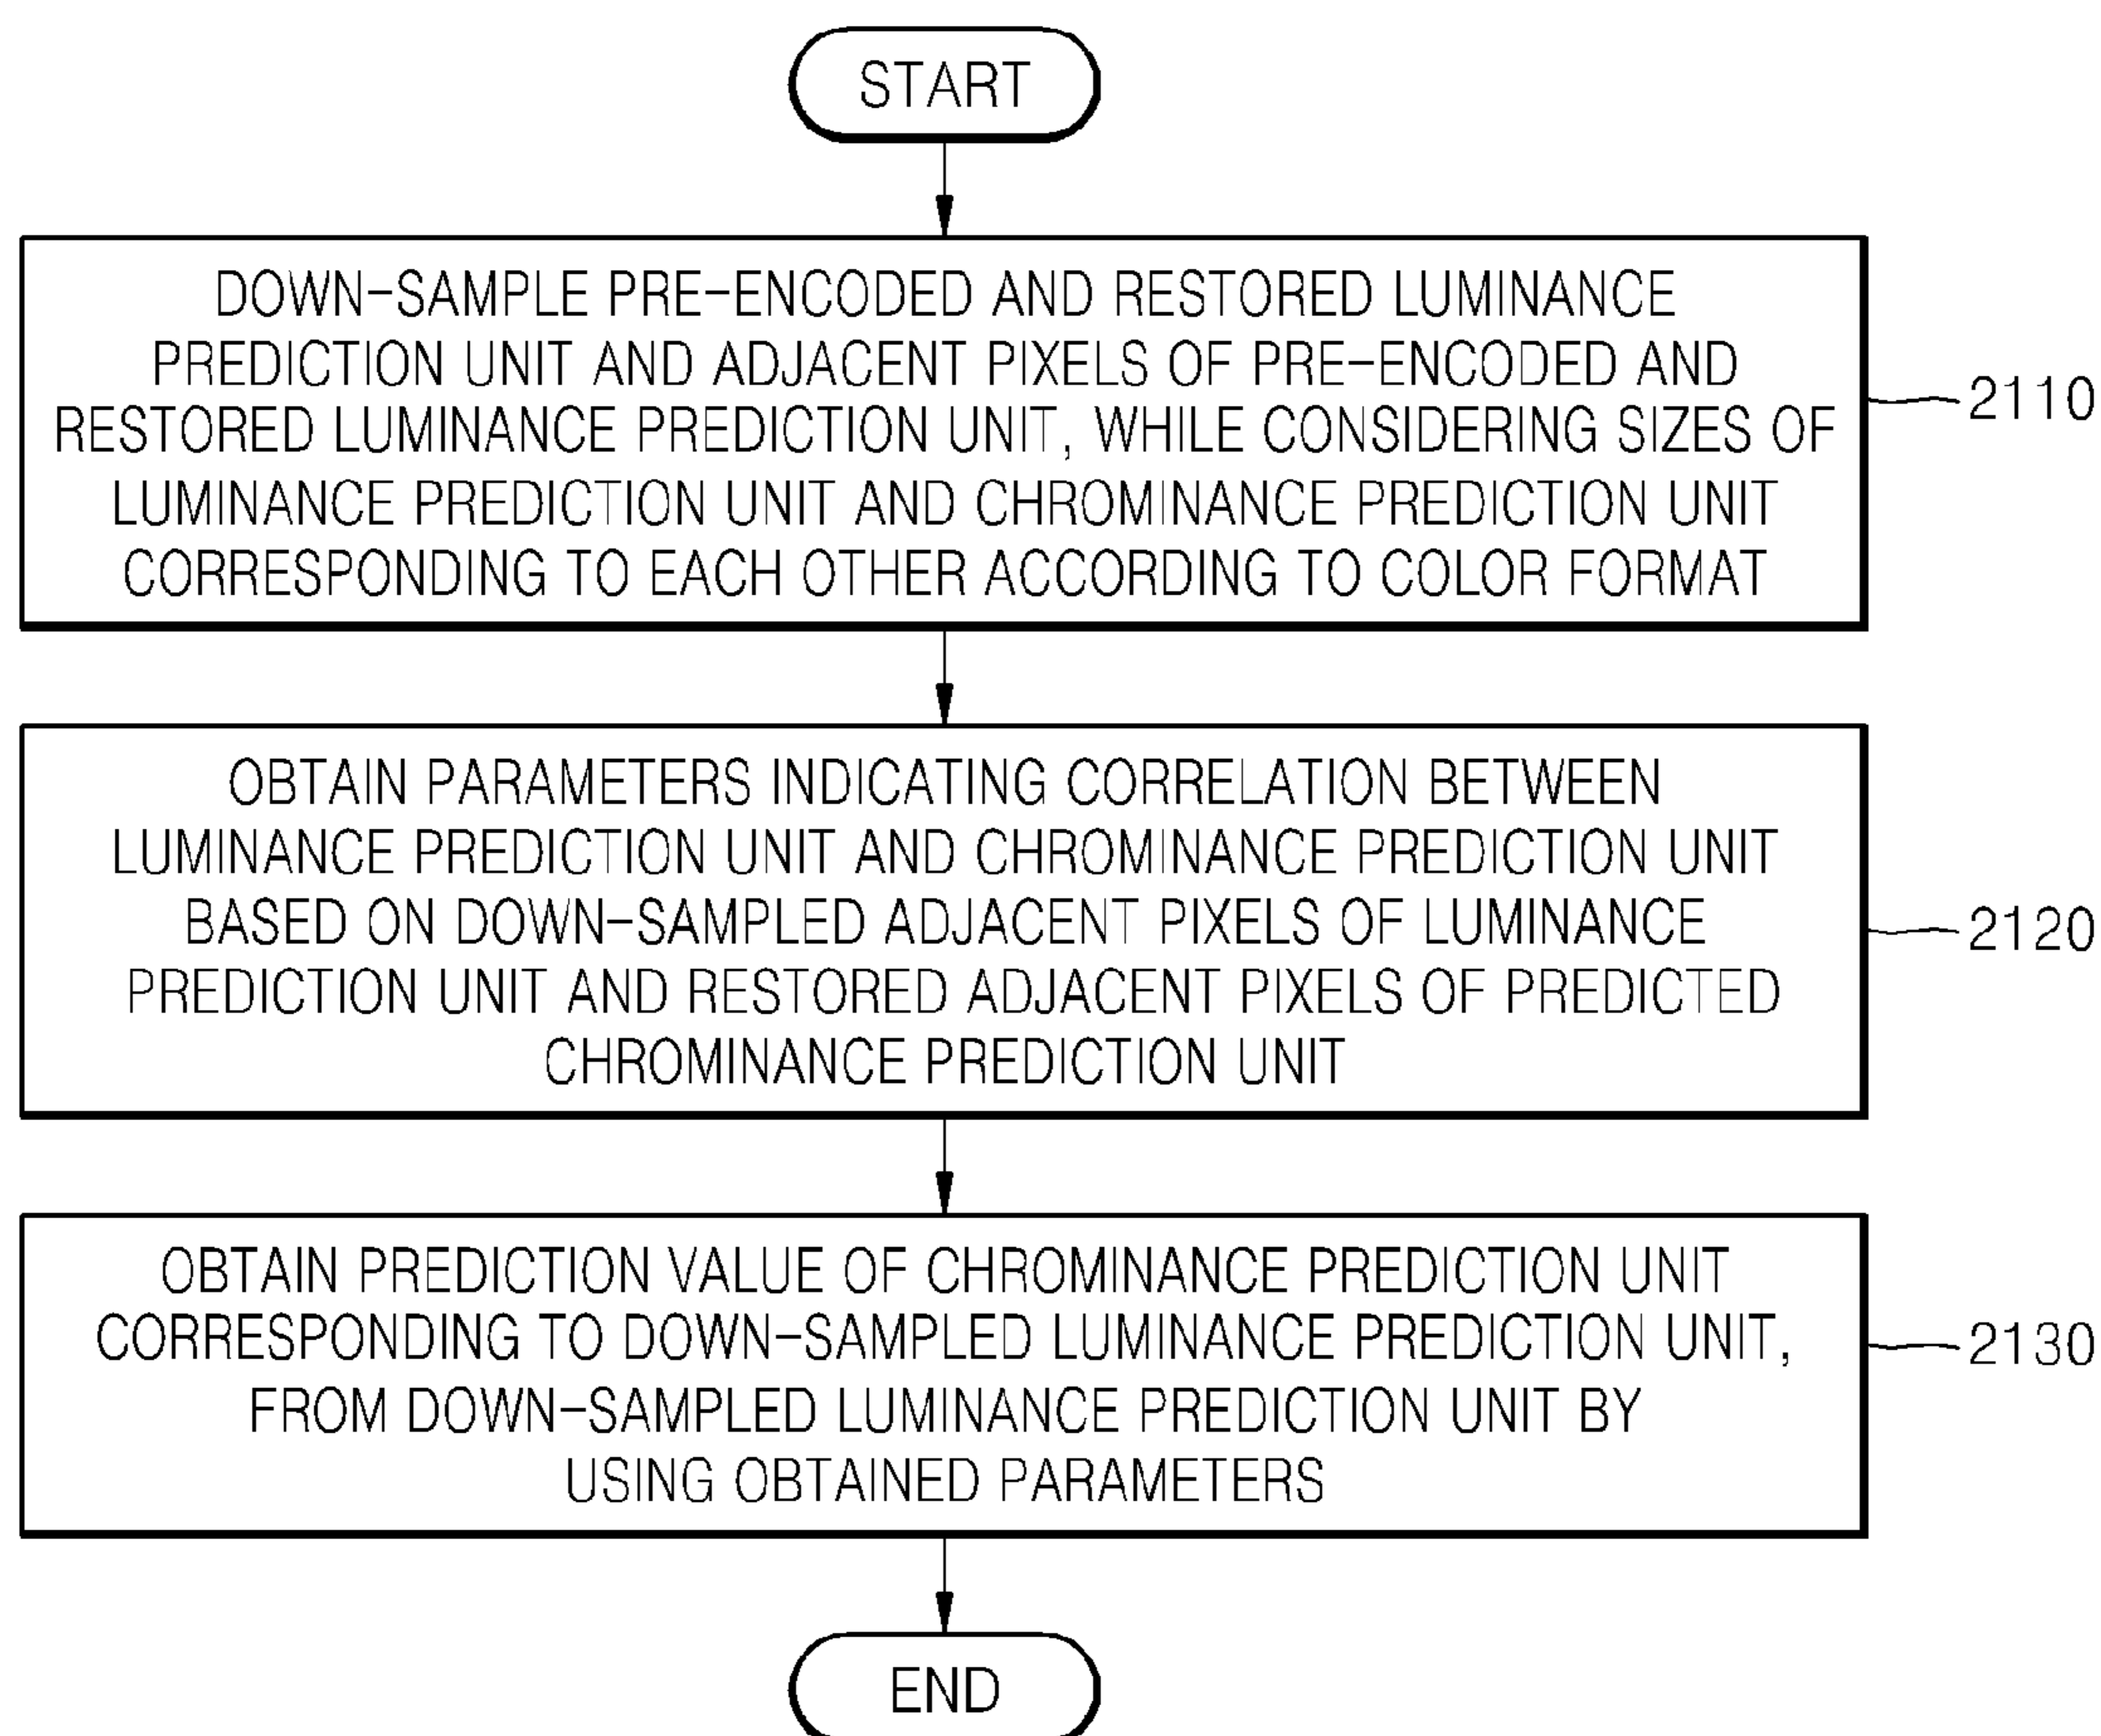 START
DOWN-SAMPLE PRE-ENCODED AND RESTORED LUMINANCE
PREDICTION UNIT AND ADJACENT PIXELS OF PRE-ENCODED AND
RESTORED LUMINANCE PREDICTION UNIT, WHILE CONSIDERING SIZES OF
LUMINANCE PREDICTION UNIT AND CHROMINANCE PREDICTION UNIT
CORRESPONDING TO EACH OTHER ACCORDING TO COLOR FORMAT
2110
OBTAIN PARAMETERS INDICATING CORRELATION BETWEEN
LUMINANCE PREDICTION UNIT AND CHROMINANCE PREDICTION UNIT
BASED ON DOWN-SAMPLED ADJACENT PIXELS OF LUMINANCE
PREDICTION UNIT AND RESTORED ADJACENT PIXELS OF PREDICTED
CHROMINANCE PREDICTION UNIT
2120
OBTAIN PREDICTION VALUE OF CHROMINANCE PREDICTION UNIT
CORRESPONDING TO DOWN-SAMPLED LUMINANCE PREDICTION UNIT,
FROM DOWN-SAMPLED LUMINANCE PREDICTION UNIT BY
USING OBTAINED PARAMETERS
2130
END